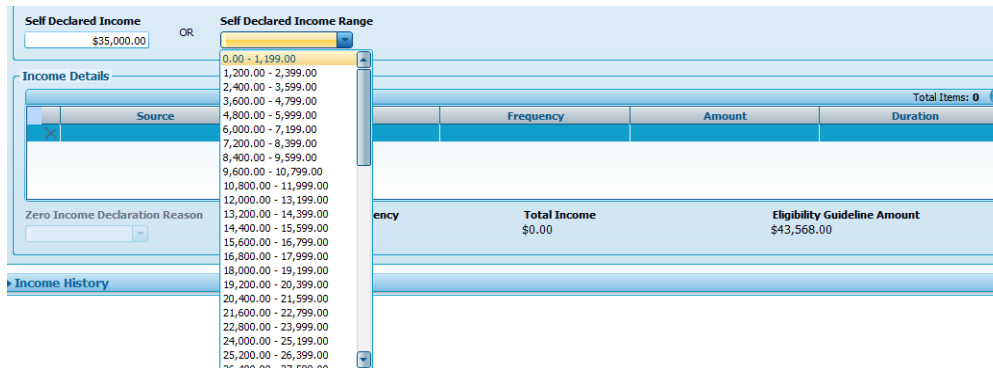 Self Declared Income
OR
Self Declared Income Range
$35,000.00
0.00 - 1,199.00
1,200.00 - 2,399.00
2,400.00 - 3,599.00
3,600.00 - 4,799.00
4,800.00 - 5,999.00
6,000.00 - 7,199.00
7,200.00 - 8,399.00
8,400.00 - 9,599.00
9,600.00 - 10,799.00
10,800.00 - 11,999.00
12,000.00 - 13,199.00
13,200.00 - 14,399.00
14,400.00 - 15,599.00
15,600.00 - 16,799.00
16,800.00 - 17,999.00
18,000.00 - 19,199.00
19,200.00 - 20,399.00
20,400.00 - 21,599.00
21,600.00 - 22,799.00
22,800.00 - 23,999.00
24,000.00 - 25,199.00
25,200.00 - 26,399.00
Income Details
Total Items: 0
Source Frequency Amount Duration
Zero Income Declaration Reason
ency
Total Income
Eligibility Guideline Amount
$0.00
$43,568.00
Income History